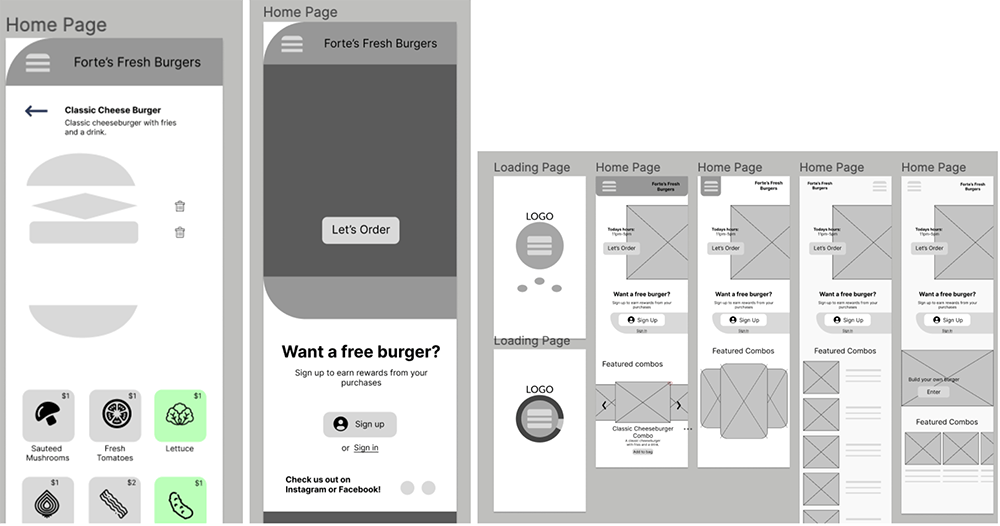 Home Page
Forte's Fresh Burgers
Classic Cheese Burger
Classic cheeseburger with fries
and a drink.
$1
$1
$1
Sauteed
Mushrooms
Fresh
Tomatoes
Lettuce
$1
$2
$1
Home Page
Forte's Fresh Burgers
Let's Order
Want a free burger?
Sign up to earn rewards from your
purchases
Sign up
or Sign in
Check us out on
Instagram or Facebook!
Loading Page
LOGO
Loading Page
LOGO
Home Page
Forte's Fresh
Burgers
Todays hours:
11pm-5pm
Let's Order
Want a free burger?
Sign up to earn rewards from your
purchases
Sign Up
Sign in
Featured combos
Classic Cheeseburger
Combo
A classic cheeseburger
with fries and a drink.
Add to bag
Home Page
Forte's Fresh
Burgers
Todays hours:
11pm-5pm
Let's Order
Want a free burger?
Sign up to earn rewards from your
purchases
Sign Up
Sign in
Featured Combos
Home Page
Forte's Fresh
Burgers
Todays hours:
11pm-5pm
Let's Order
Want a free burger?
Sign up to earn rewards from your
purchases
Sign Up
Sign in
Featured Combos
Home Page
Forte's Fresh
Burgers
Todays hours:
11pm-5pm
Let's Order
Want a free burger?
Sign up to earn rewards from your
purchases
Sign Up
Sign in
Build your own Burger
Enter
Featured Combos